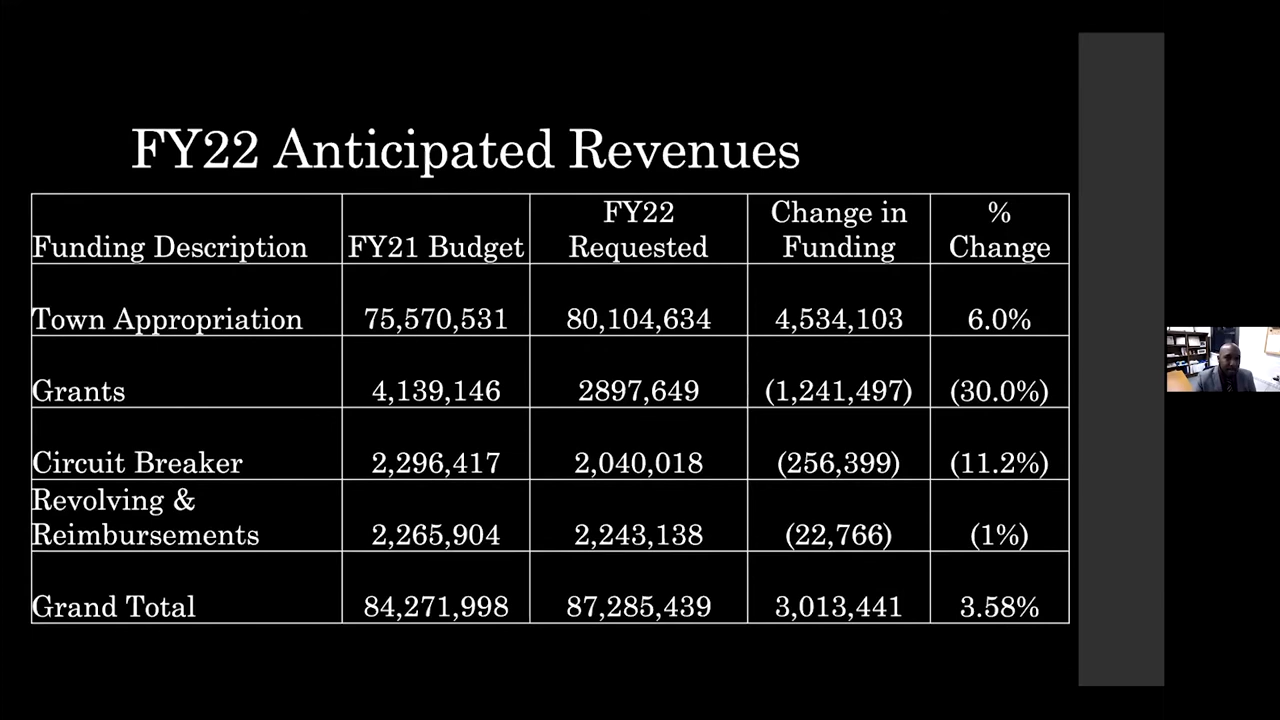 FY22 Anticipated Revenues
Funding Description FY21 Budget FY22 Requested Change in Funding % Change
Town Appropriation 75,570,531 80,104,634 4,534,103 6.0%
Grants 4,139,146 2897,649 (1,241,497) (30.0%)
Circuit Breaker 2,296,417 2,040,018 (256,399) (11.2%)
Revolving & Reimbursements 2,265,904 2,243,138 (22,766) (1%)
Grand Total 84,271,998 87,285,439 3,013,441 3.58%